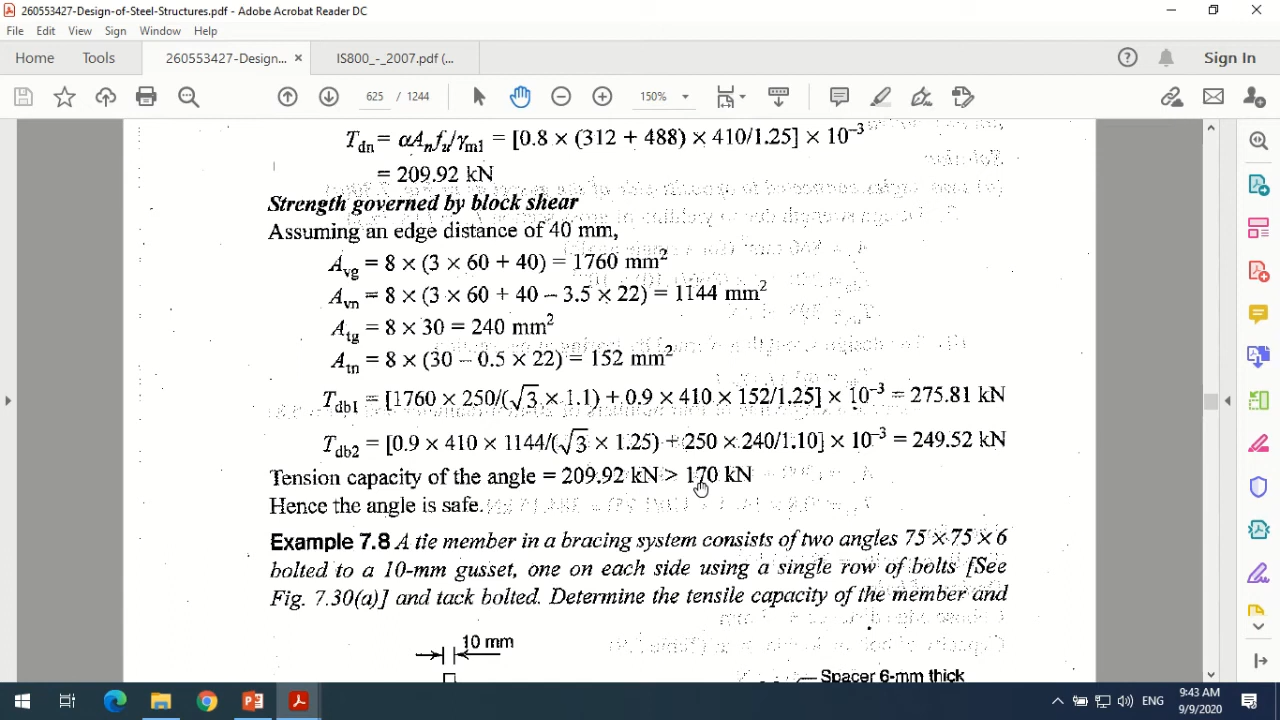 260553427-Design-of-Steel-Structures.pdf - Adobe Acrobat Reader DC
File Edit View Sign Window Help
Home Tools 260553427-Design... × IS800_-_2007.pdf (... Sign In
625 / 1244 150%
T_dn = αA_n f_u/γ_m1 = [0.8 × (312 + 488) × 410/1.25] × 10⁻³
= 209.92 kN
Strength governed by block shear
Assuming an edge distance of 40 mm,
A_vg = 8 × (3 × 60 + 40) = 1760 mm²
A_vn = 8 × (3 × 60 + 40 – 3.5 × 22) = 1144 mm²
A_tg = 8 × 30 = 240 mm²
A_tn = 8 × (30 – 0.5 × 22) = 152 mm²
T_db1 = [1760 × 250/(√3 × 1.1) + 0.9 × 410 × 152/1.25] × 10⁻³ = 275.81 kN
T_db2 = [0.9 × 410 × 1144/(√3 × 1.25) + 250 × 240/1.10] × 10⁻³ = 249.52 kN
Tension capacity of the angle = 209.92 kN > 170 kN
Hence the angle is safe.
Example 7.8 A tie member in a bracing system consists of two angles 75 × 75 × 6
bolted to a 10-mm gusset, one on each side using a single row of bolts [See
Fig. 7.30(a)] and tack bolted. Determine the tensile capacity of the member and
10 mm
Spacer 6-mm thick
ENG
9:43 AM
9/9/2020